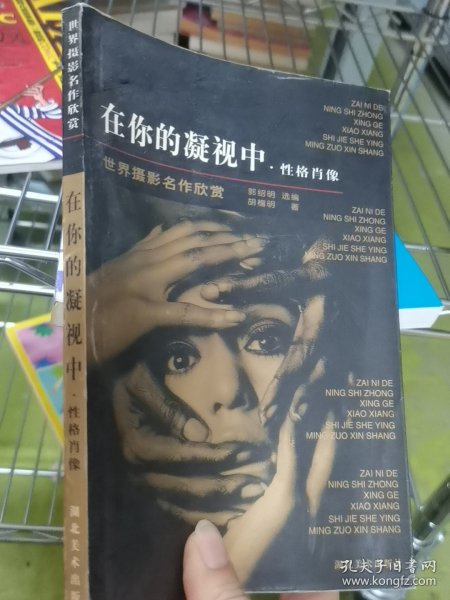 世界摄影名作欣赏
在你的凝视中·性格肖像
湖北美术出版
在你的凝视中·性格肖像
世界摄影名作欣赏
郭绍明 选编
胡梅明 著
ZAI NI DE
NING SHI ZHONG
XING GE
XIAO XIANG
SHI JIE SHE YING
MING ZUO XIN SHANG
ZAI NI DE
NING SHI ZHONG
XING GE
XIAO XIANG
SHI JIE SHE YING
MING ZUO XIN SHANG
ZAI NI DE
NING SHI ZHONG
XING GE
XIAO XIANG
SHI JIE SHE YING
MING ZUO XIN SHANG
ZAI NI DE
NING SHI ZHONG
XING GE
XIAO XIANG
SHI JIE SHE YING
MING ZUO XIN SHANG
孔夫子旧书网
www.kongfz.com